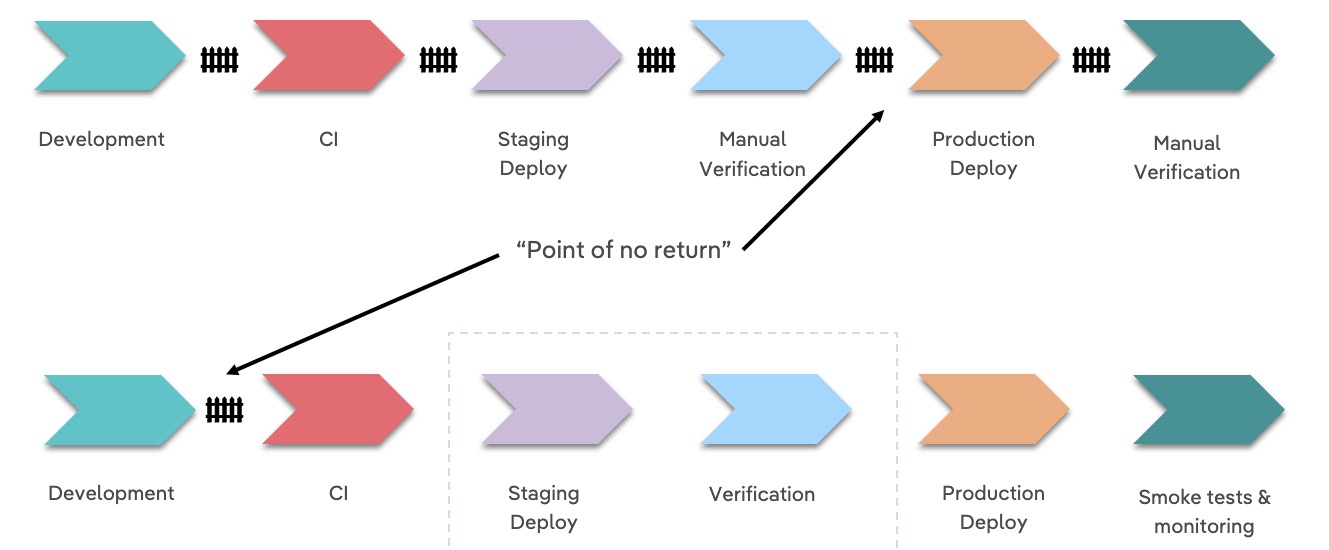 Development
CI
Staging
Deploy
Manual
Verification
Production
Deploy
Manual
Verification
“Point of no return”
Development
CI
Staging
Deploy
Verification
Production
Deploy
Smoke tests &
monitoring